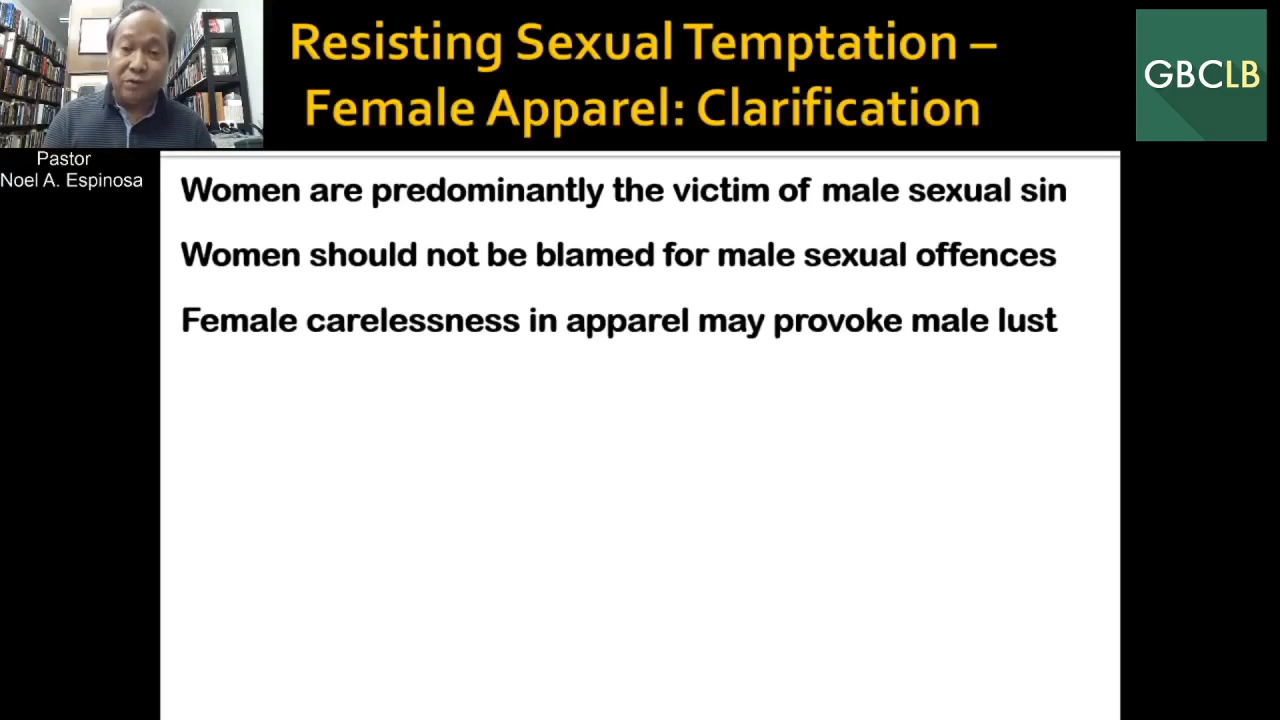 Resisting Sexual Temptation –
Female Apparel: Clarification
GBCLB
Pastor
Noel A. Espinosa
Women are predominantly the victim of male sexual sin
Women should not be blamed for male sexual offences
Female carelessness in apparel may provoke male lust